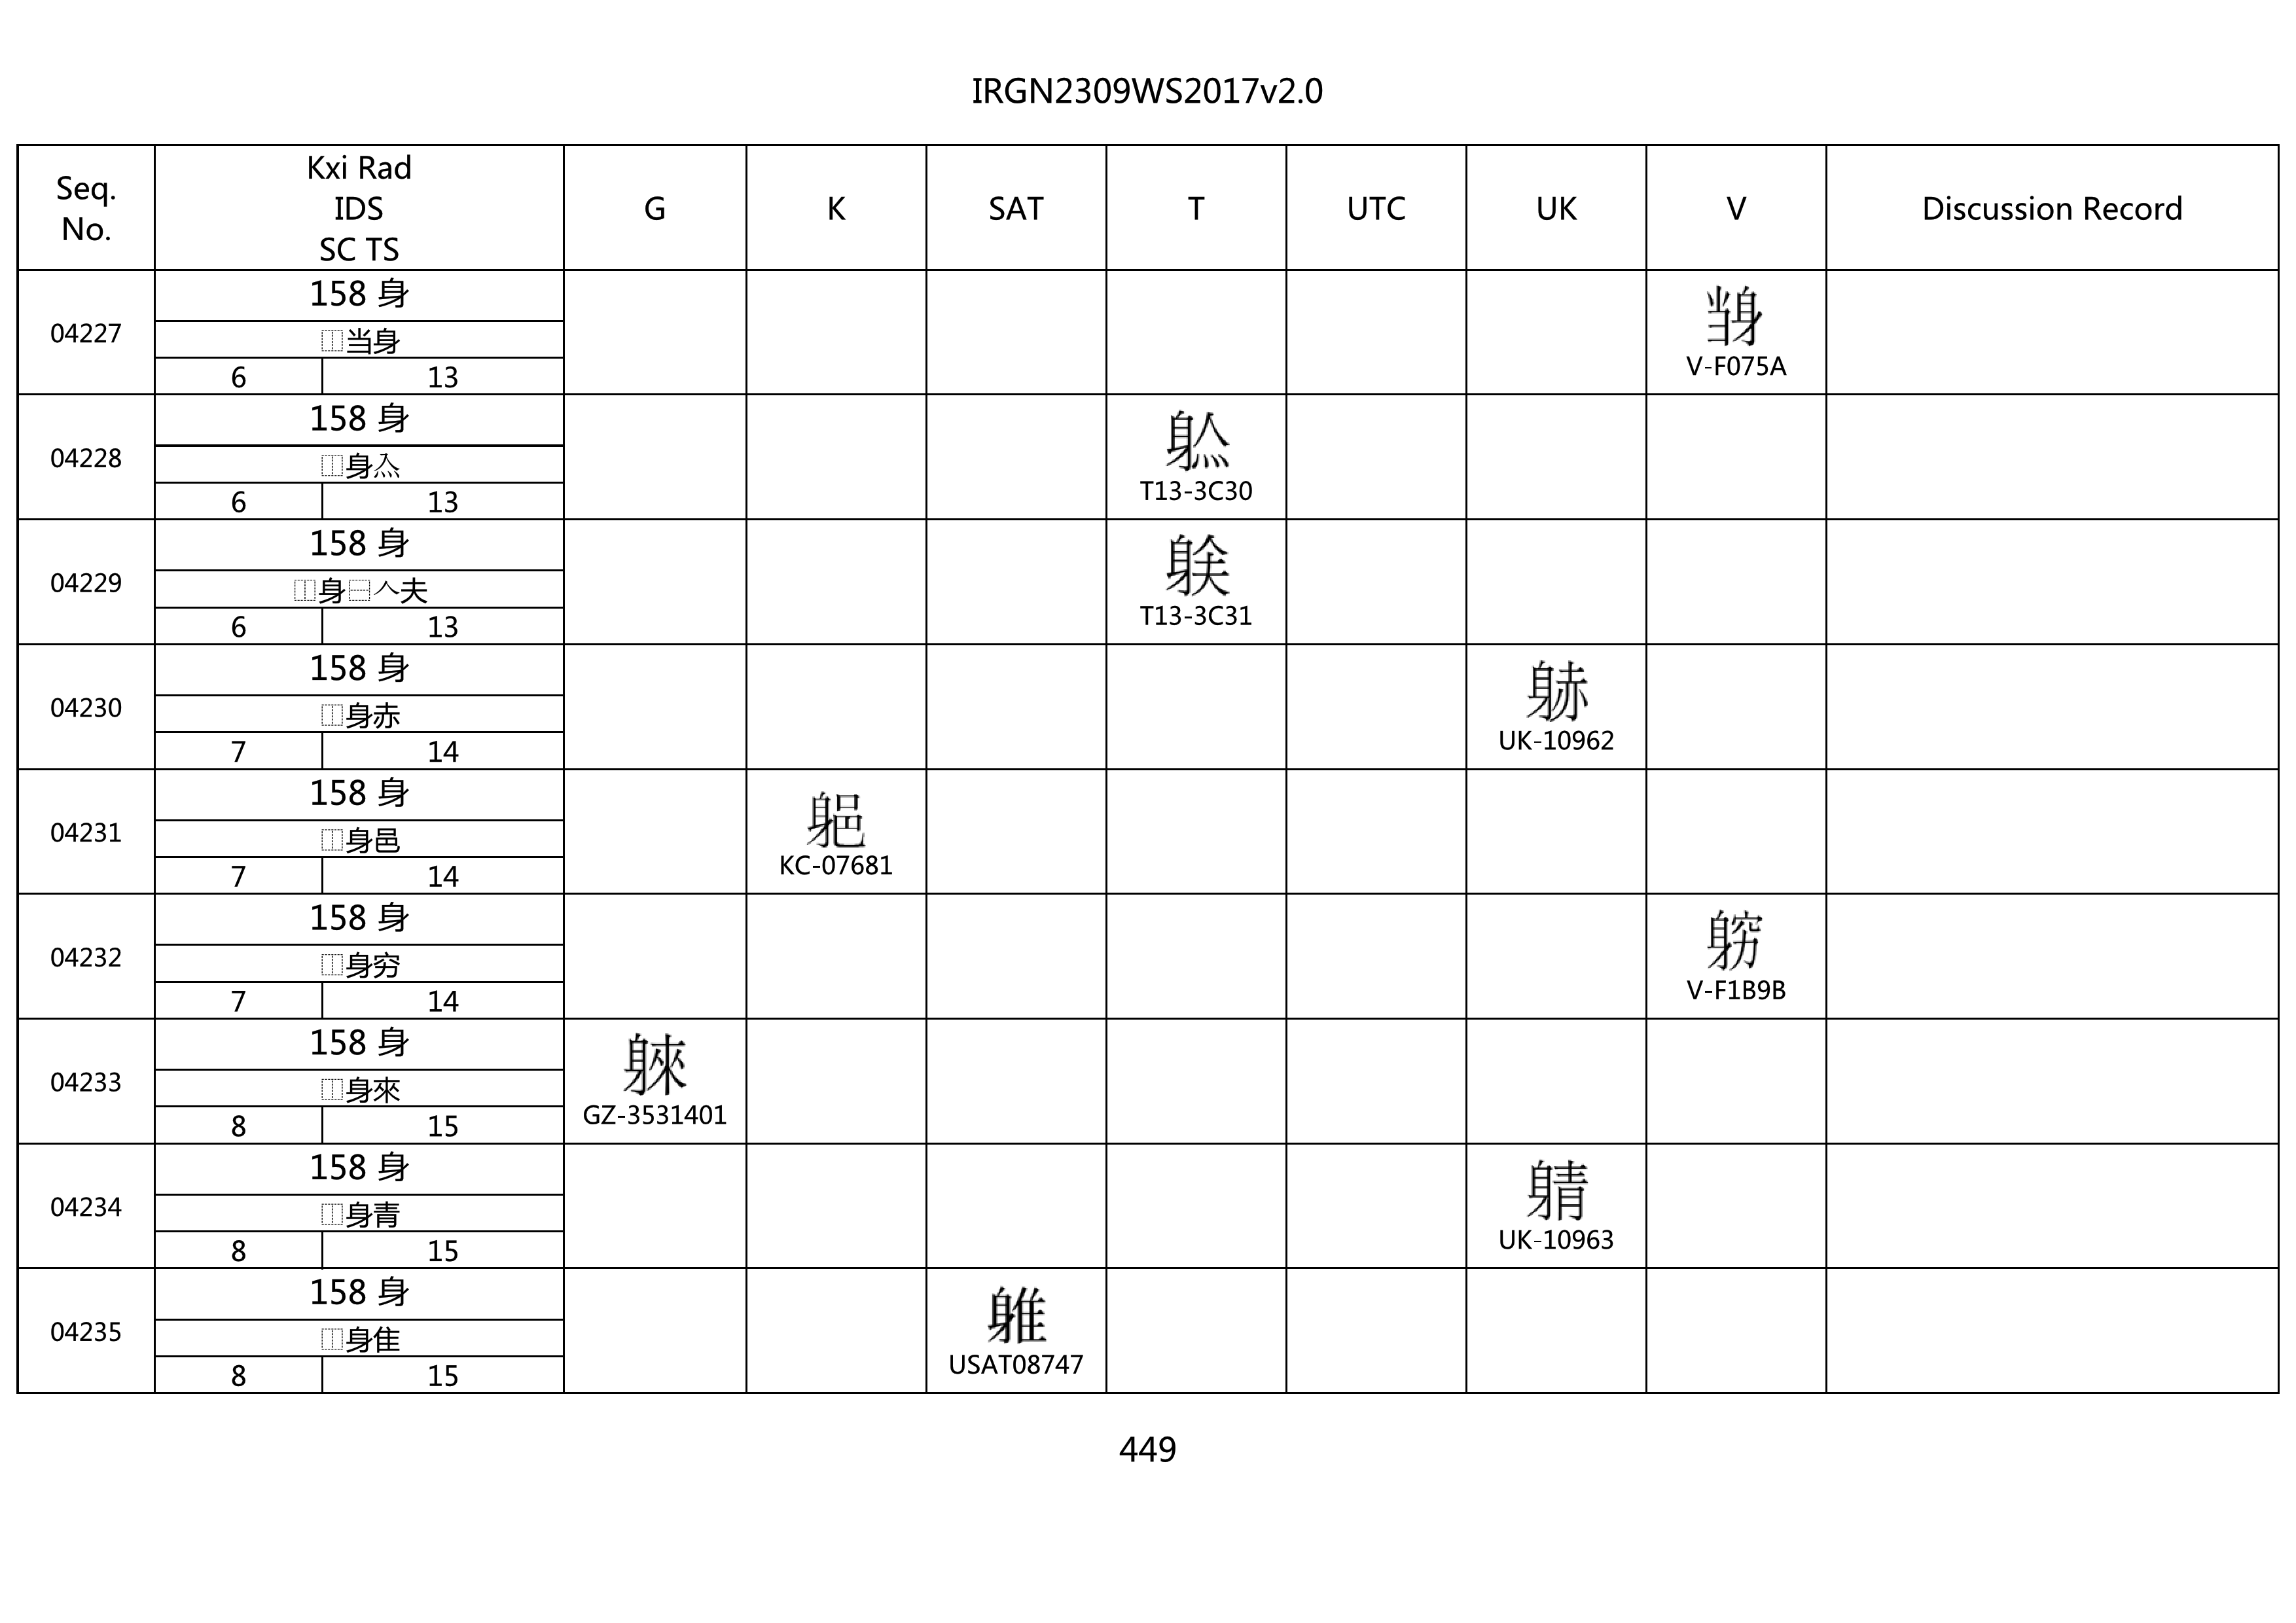 IRGN2309WS2017v2.0
Seq. No. Kxi Rad IDS SC TS G K SAT T UTC UK V Discussion Record
04227
158 身
⿰当身
6 13
V-F075A
04228
158 身
6 13
T13-3C30
04229
158 身
⿰身⿱𠆢夫
6 13
T13-3C31
04230
158 身
⿰身赤
7 14
UK-10962
04231
158 身
⿰身邑
7 14
KC-07681
04232
158 身
⿰身穷
7 14
V-F1B9B
04233
158 身
⿰身來
8 15
GZ-3531401
04234
158 身
⿰身青
8 15
UK-10963
04235
158 身
⿰身隹
8 15
USAT08747
449